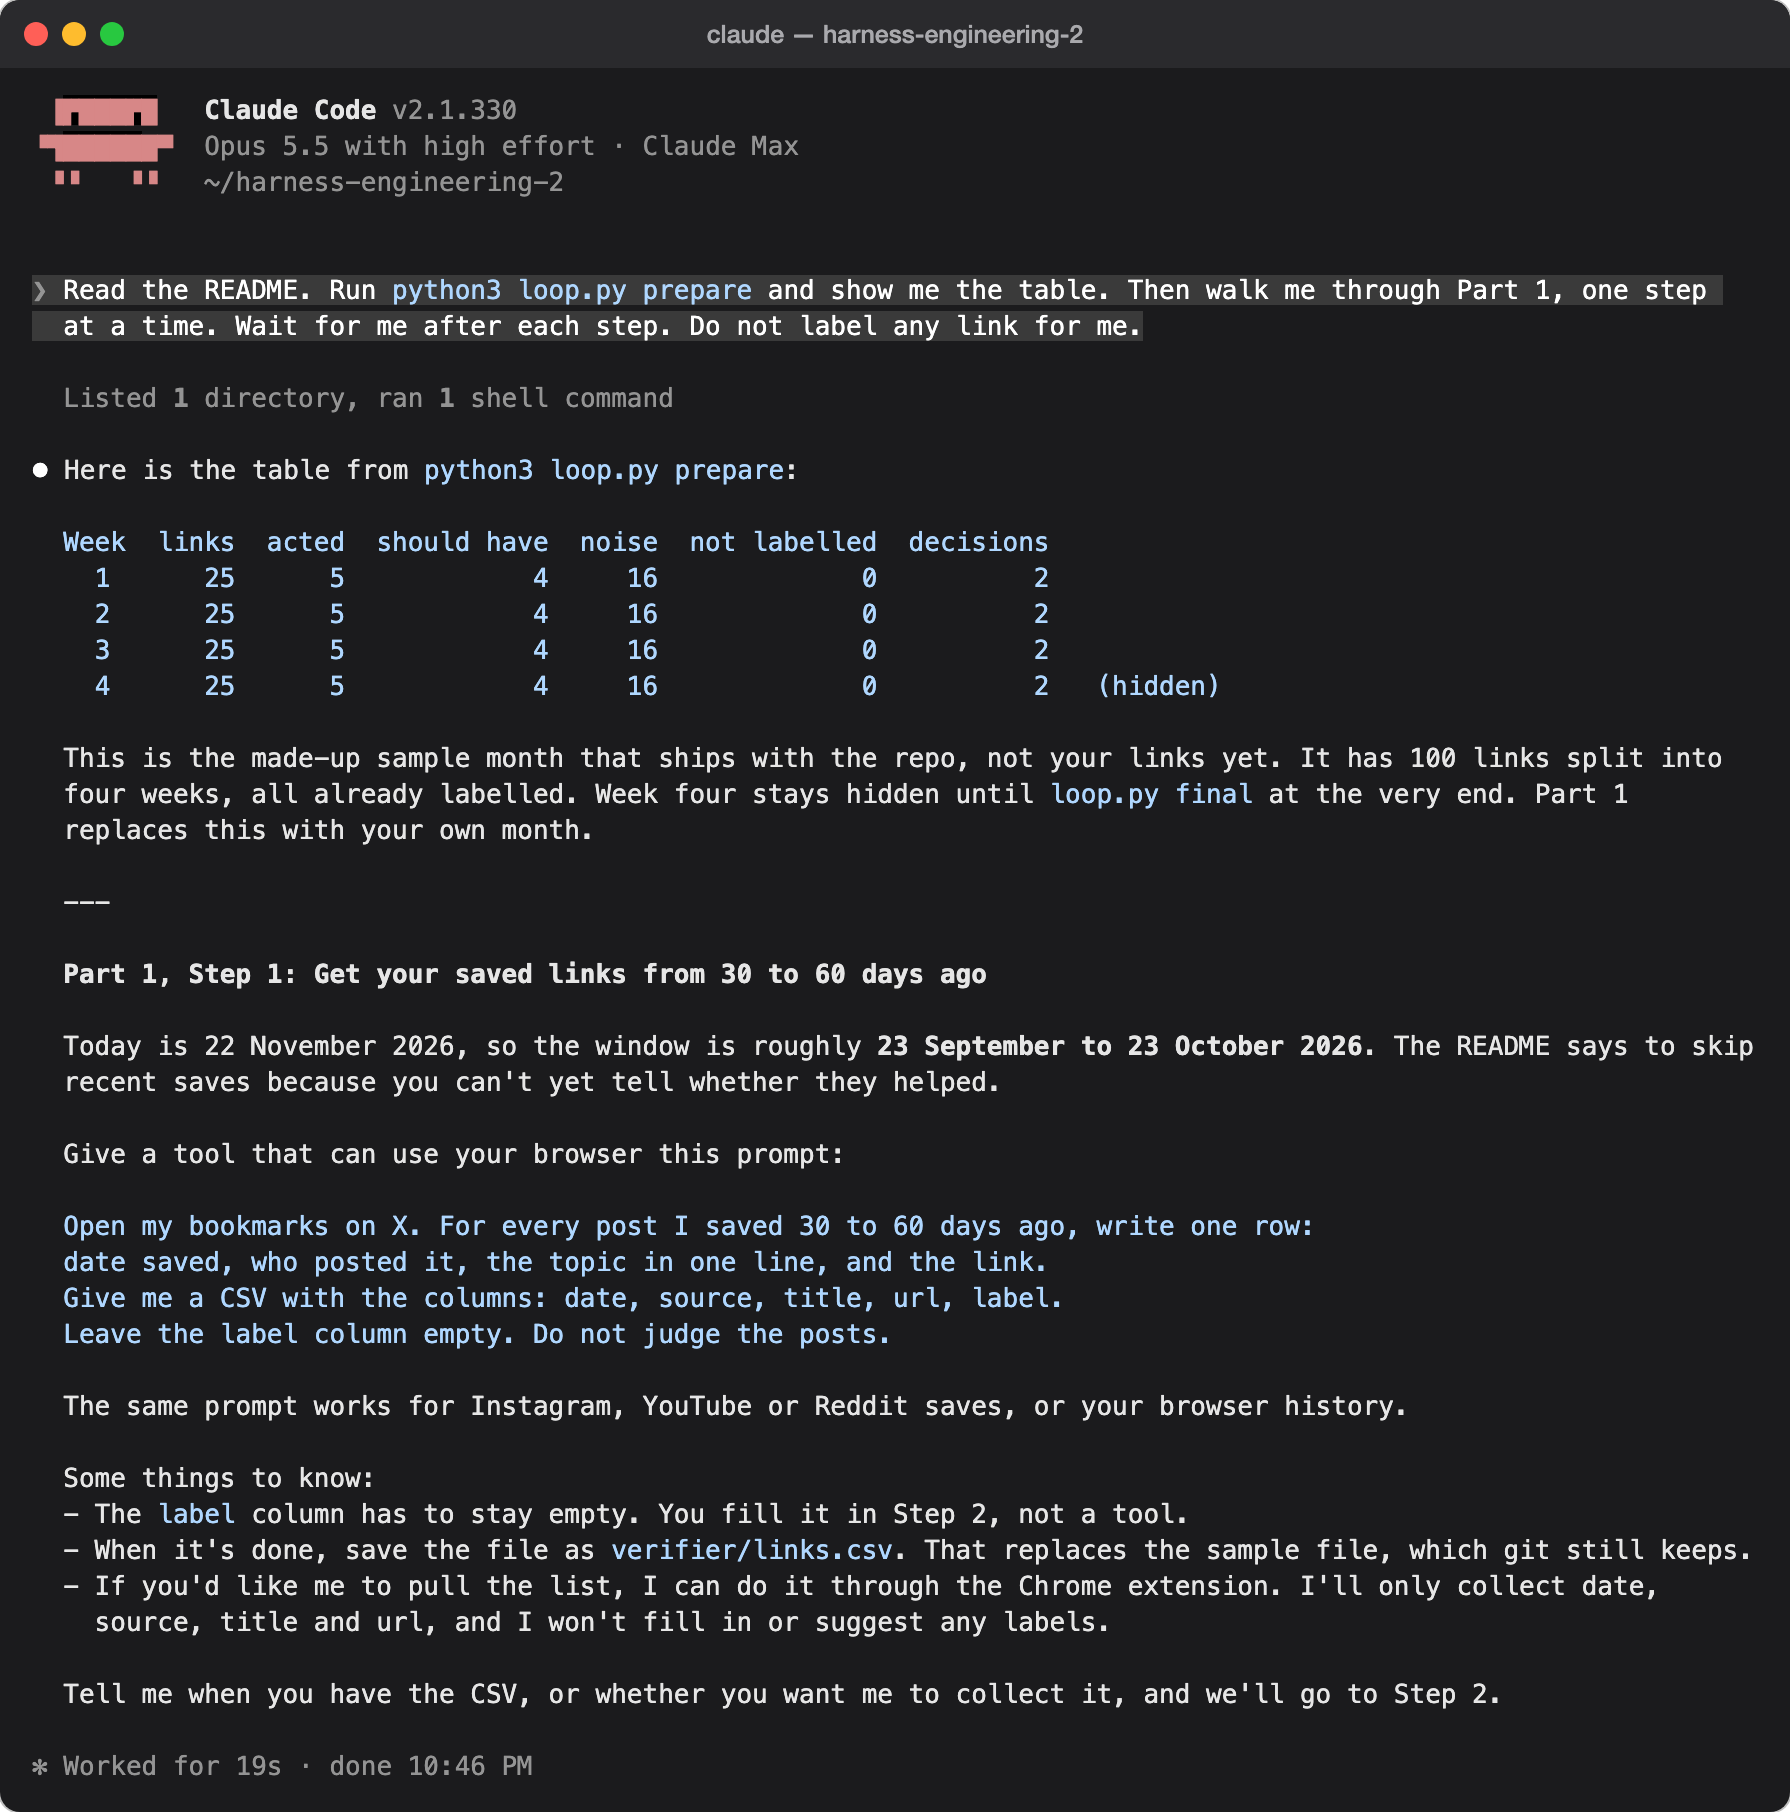 claude — harness-engineering-2
Claude Code v2.1.330
Opus 5.5 with high effort · Claude Max
~/harness-engineering-2
❯ Read the README. Run python3 loop.py prepare and show me the table. Then walk me through Part 1, one step
at a time. Wait for me after each step. Do not label any link for me.
Listed 1 directory, ran 1 shell command
● Here is the table from python3 loop.py prepare:
Week  links  acted  should have  noise  not labelled  decisions
1  25  5  4  16  0  2
2  25  5  4  16  0  2
3  25  5  4  16  0  2
4  25  5  4  16  0  2  (hidden)
This is the made-up sample month that ships with the repo, not your links yet. It has 100 links split into
four weeks, all already labelled. Week four stays hidden until loop.py final at the very end. Part 1
replaces this with your own month.
---
Part 1, Step 1: Get your saved links from 30 to 60 days ago
Today is 22 November 2026, so the window is roughly 23 September to 23 October 2026. The README says to skip
recent saves because you can't yet tell whether they helped.
Give a tool that can use your browser this prompt:
Open my bookmarks on X. For every post I saved 30 to 60 days ago, write one row:
date saved, who posted it, the topic in one line, and the link.
Give me a CSV with the columns: date, source, title, url, label.
Leave the label column empty. Do not judge the posts.
The same prompt works for Instagram, YouTube or Reddit saves, or your browser history.
Some things to know:
- The label column has to stay empty. You fill it in Step 2, not a tool.
- When it's done, save the file as verifier/links.csv. That replaces the sample file, which git still keeps.
- If you'd like me to pull the list, I can do it through the Chrome extension. I'll only collect date,
source, title and url, and I won't fill in or suggest any labels.
Tell me when you have the CSV, or whether you want me to collect it, and we'll go to Step 2.
✻ Worked for 19s · done 10:46 PM